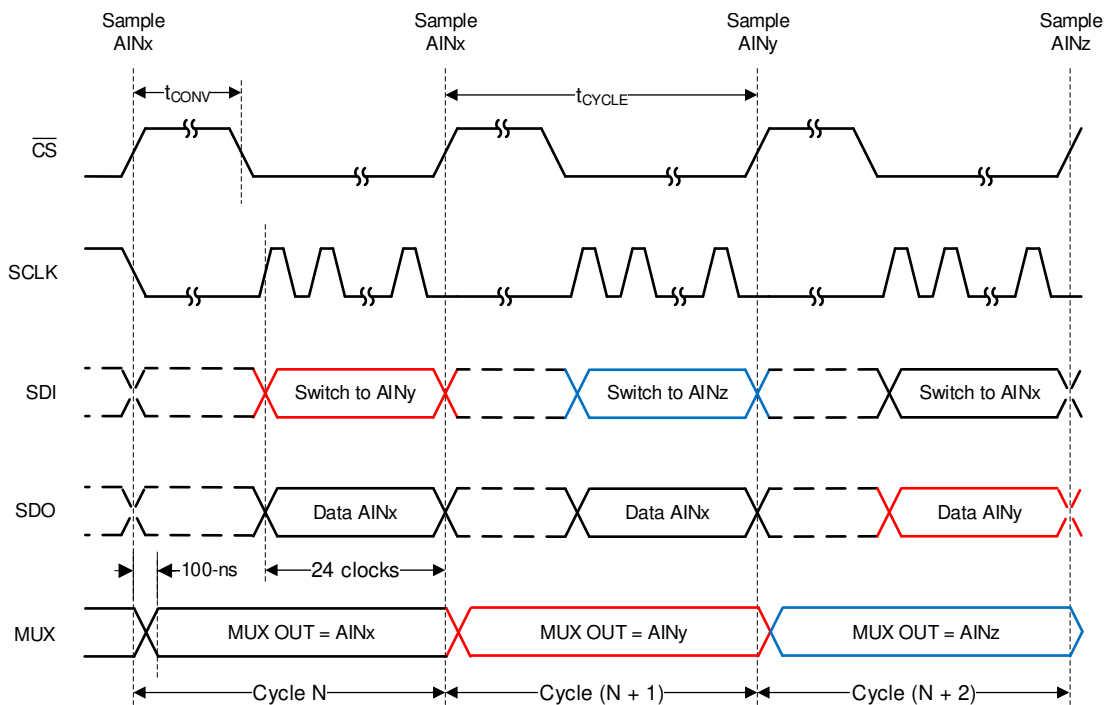 Sample
AINx
Sample
AINx
Sample
AINy
Sample
AINz
tCONV
tCYCLE
CS
SCLK
SDI
Switch to AINy
Switch to AINz
Switch to AINx
SDO
Data AINx
Data AINx
Data AINy
100-ns
24 clocks
MUX
MUX OUT = AINx
MUX OUT = AINy
MUX OUT = AINz
Cycle N
Cycle (N + 1)
Cycle (N + 2)